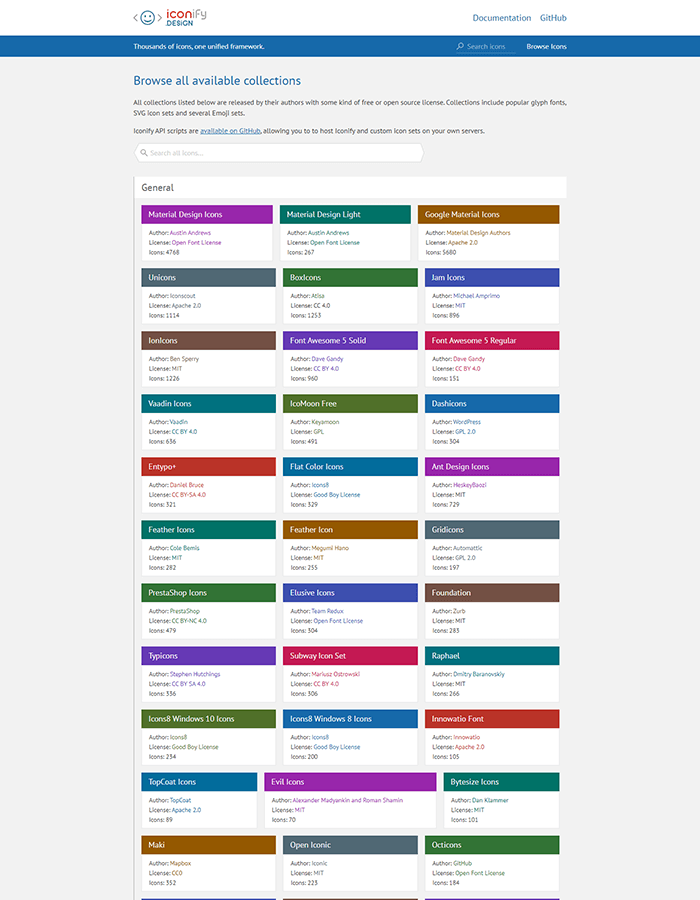 iconify
.DESIGN
Documentation GitHub
Thousands of icons, one unified framework.
Search icons
Browse Icons
Browse all available collections
All collections listed below are released by their authors with some kind of free or open source license. Collections include popular glyph fonts,
SVG icon sets and several Emoji sets.
Iconify API scripts are available on GitHub, allowing you to to host Iconify and custom icon sets on your own servers.
Search all icons...
General
Material Design Icons
Author: Austin Andrews
License: Open Font License
Icons: 4768
Material Design Light
Author: Austin Andrews
License: Open Font License
Icons: 267
Google Material Icons
Author: Material Design Authors
License: Apache 2.0
Icons: 5680
Unicons
Author: Iconscout
License: Apache 2.0
Icons: 1114
BoxIcons
Author: Atisa
License: CC 4.0
Icons: 1253
Jam Icons
Author: Michael Amprimo
License: MIT
Icons: 896
IonIcons
Author: Ben Sperry
License: MIT
Icons: 1226
Font Awesome 5 Solid
Author: Dave Gandy
License: CC BY 4.0
Icons: 960
Font Awesome 5 Regular
Author: Dave Gandy
License: CC BY 4.0
Icons: 151
Vaadin Icons
Author: Vaadin
License: CC BY 4.0
Icons: 636
IcoMoon Free
Author: Keyamoon
License: GPL
Icons: 491
Dashicons
Author: WordPress
License: GPL 2.0
Icons: 304
Entypo+
Author: Daniel Bruce
License: CC BY-SA 4.0
Icons: 321
Flat Color Icons
Author: Icons8
License: Good Boy License
Icons: 329
Ant Design Icons
Author: HeskeyBaozi
License: MIT
Icons: 729
Feather Icons
Author: Cole Bemis
License: MIT
Icons: 282
Feather Icon
Author: Megumi Hano
License: MIT
Icons: 255
Gridicons
Author: Automattic
License: GPL 2.0
Icons: 197
PrestaShop Icons
Author: PrestaShop
License: CC BY-NC 4.0
Icons: 479
Elusive Icons
Author: Team Redux
License: Open Font License
Icons: 304
Foundation
Author: Zurb
License: MIT
Icons: 283
Typicons
Author: Stephen Hutchings
License: CC BY SA 4.0
Icons: 336
Subway Icon Set
Author: Mariusz Ostrowski
License: CC BY 4.0
Icons: 306
Raphael
Author: Dmitry Baranovskiy
License: MIT
Icons: 266
Icons8 Windows 10 Icons
Author: Icons8
License: Good Boy License
Icons: 234
Icons8 Windows 8 Icons
Author: Icons8
License: Good Boy License
Icons: 200
Innowatio Font
Author: Innowatio
License: Apache 2.0
Icons: 105
TopCoat Icons
Author: TopCoat
License: Apache 2.0
Icons: 89
Evil Icons
Author: Alexander Madyankin and Roman Shamin
License: MIT
Icons: 70
Bytesize Icons
Author: Dan Klammer
License: MIT
Icons: 101
Maki
Author: Mapbox
License: CC0
Icons: 352
Open Iconic
Author: Iconic
License: MIT
Icons: 223
Octicons
Author: GitHub
License: Open Font License
Icons: 184